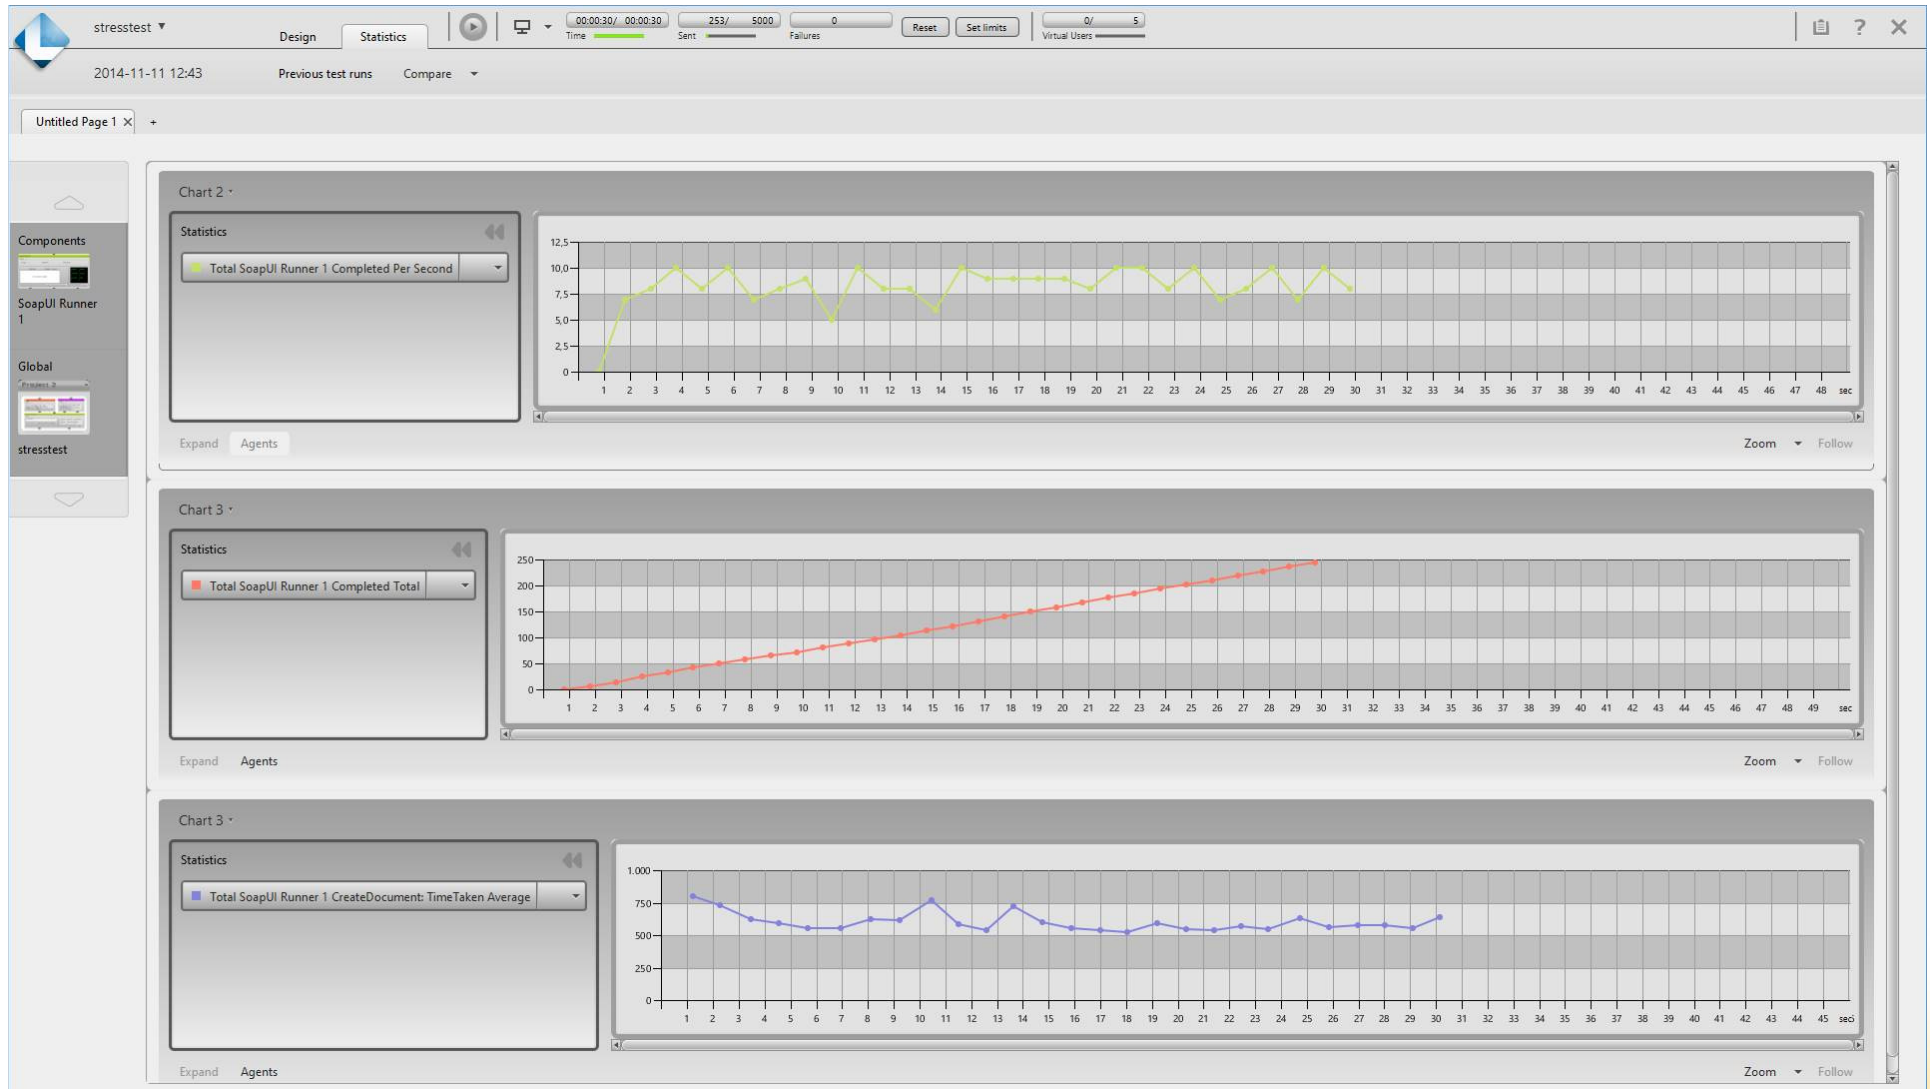 stresstest
Design
Statistics
00:00:30/ 00:00:30
Time
253/ 5000
Sent
0
Failures
Reset
Set limits
0/ 5
Virtual Users
?
2014-11-11 12:43
Previous test runs
Compare
Untitled Page 1
+
Components
SoapUI Runner
1
Global
Project 2
stresstest
Chart 2
Statistics
Total SoapUI Runner 1 Completed Per Second
12,5
10,0
7,5
5,0
2,5
0
1 2 3 4 5 6 7 8 9 10 11 12 13 14 15 16 17 18 19 20 21 22 23 24 25 26 27 28 29 30 31 32 33 34 35 36 37 38 39 40 41 42 43 44 45 46 47 48 sec
Expand Agents
Zoom Follow
Chart 3
Statistics
Total SoapUI Runner 1 Completed Total
250
200
150
100
50
0
1 2 3 4 5 6 7 8 9 10 11 12 13 14 15 16 17 18 19 20 21 22 23 24 25 26 27 28 29 30 31 32 33 34 35 36 37 38 39 40 41 42 43 44 45 46 47 48 49 sec
Expand Agents
Zoom Follow
Chart 3
Statistics
Total SoapUI Runner 1 CreateDocument: TimeTaken Average
1.000
750
500
250
0
1 2 3 4 5 6 7 8 9 10 11 12 13 14 15 16 17 18 19 20 21 22 23 24 25 26 27 28 29 30 31 32 33 34 35 36 37 38 39 40 41 42 43 44 45 seci
Expand Agents
Zoom Follow